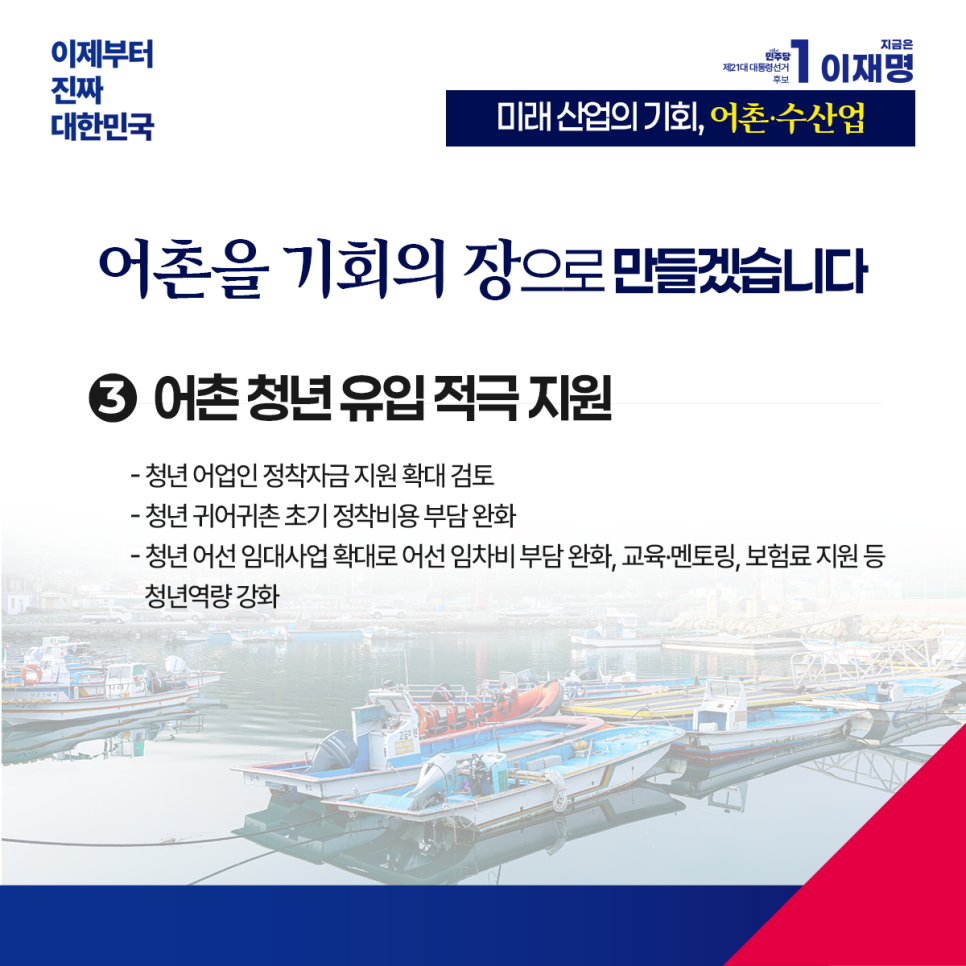 이제부터
진짜
대한민국
민주당
제21대 대통령선거
후보
1
지금은
이재명
미래 산업의 기회, 어촌·수산업
어촌을 기회의 장으로 만들겠습니다
3 어촌 청년 유입 적극 지원
- 청년 어업인 정착자금 지원 확대 검토
- 청년 귀어귀촌 초기 정착비용 부담 완화
- 청년 어선 임대사업 확대로 어선 임차비 부담 완화, 교육·멘토링, 보험료 지원 등
청년역량 강화